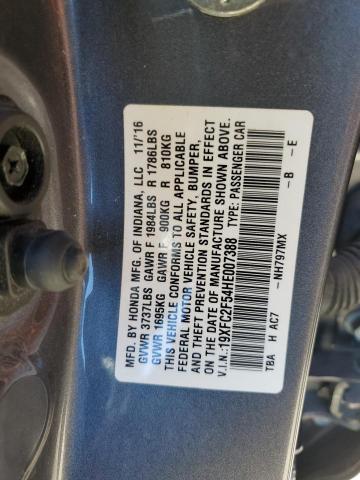 MFD. BY HONDA MFG. OF INDIANA, LLC 11/'16
GVWR 3737LBS GAWR F 1984LBS R 1786LBS
GVWR 1695KG GAWR F 900KG R 810KG
THIS VEHICLE CONFORMS TO ALL APPLICABLE
FEDERAL MOTOR VEHICLE SAFETY, BUMPER,
AND THEFT PREVENTION STANDARDS IN EFFECT
ON THE DATE OF MANUFACTURE SHOWN ABOVE.
V.I.N.:19XFC2F54HE007388 TYPE: PASSENGER CAR
TBA H AC7 - NH797MX - B - E